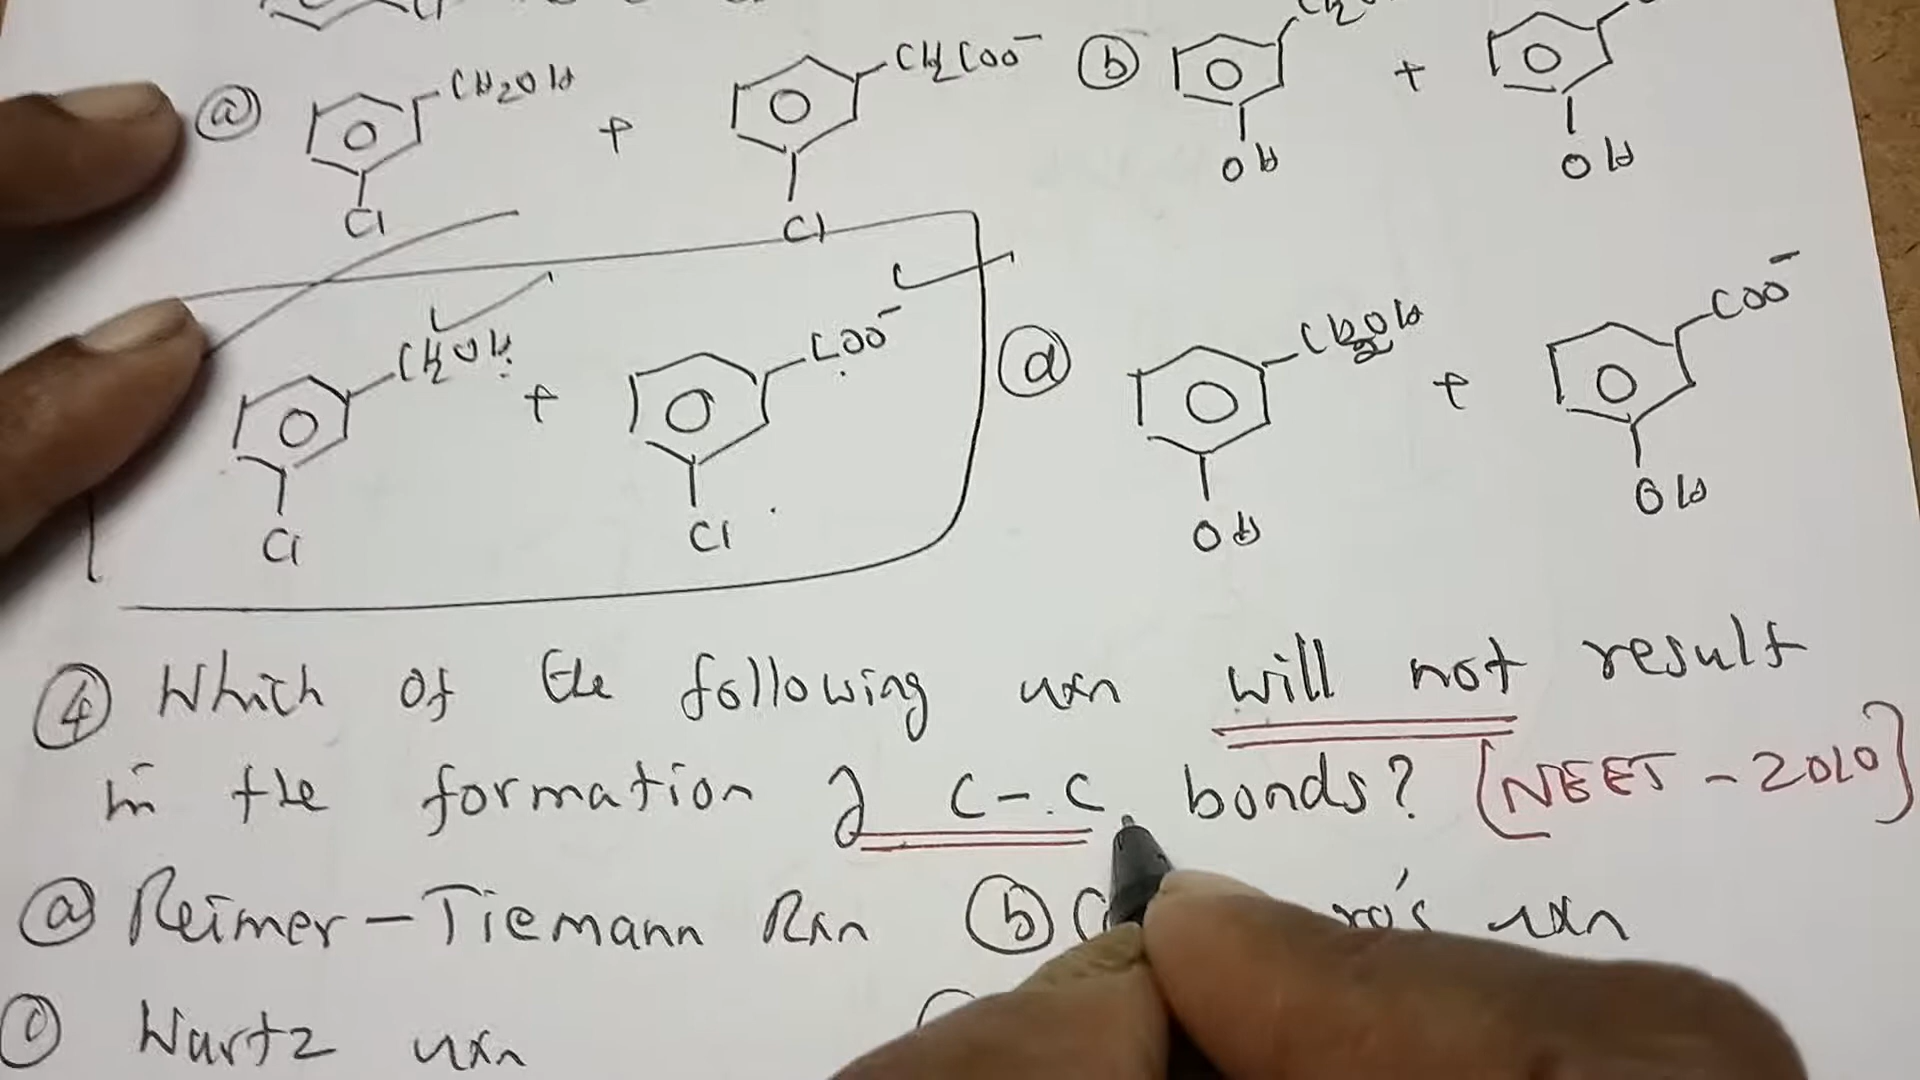 ⓐ CH2OH + CH2COO⁻ ⓑ +
Cl Cl OH OH
CH2OH + COO⁻ ⓓ CH2OH + COO⁻
Cl Cl OH OH
④ Which of the following rxn will not result
in the formation of C-C bonds? [NEET - 2010]
ⓐ Reimer-Tiemann Rxn ⓑ rxn
ⓒ Wurtz rxn